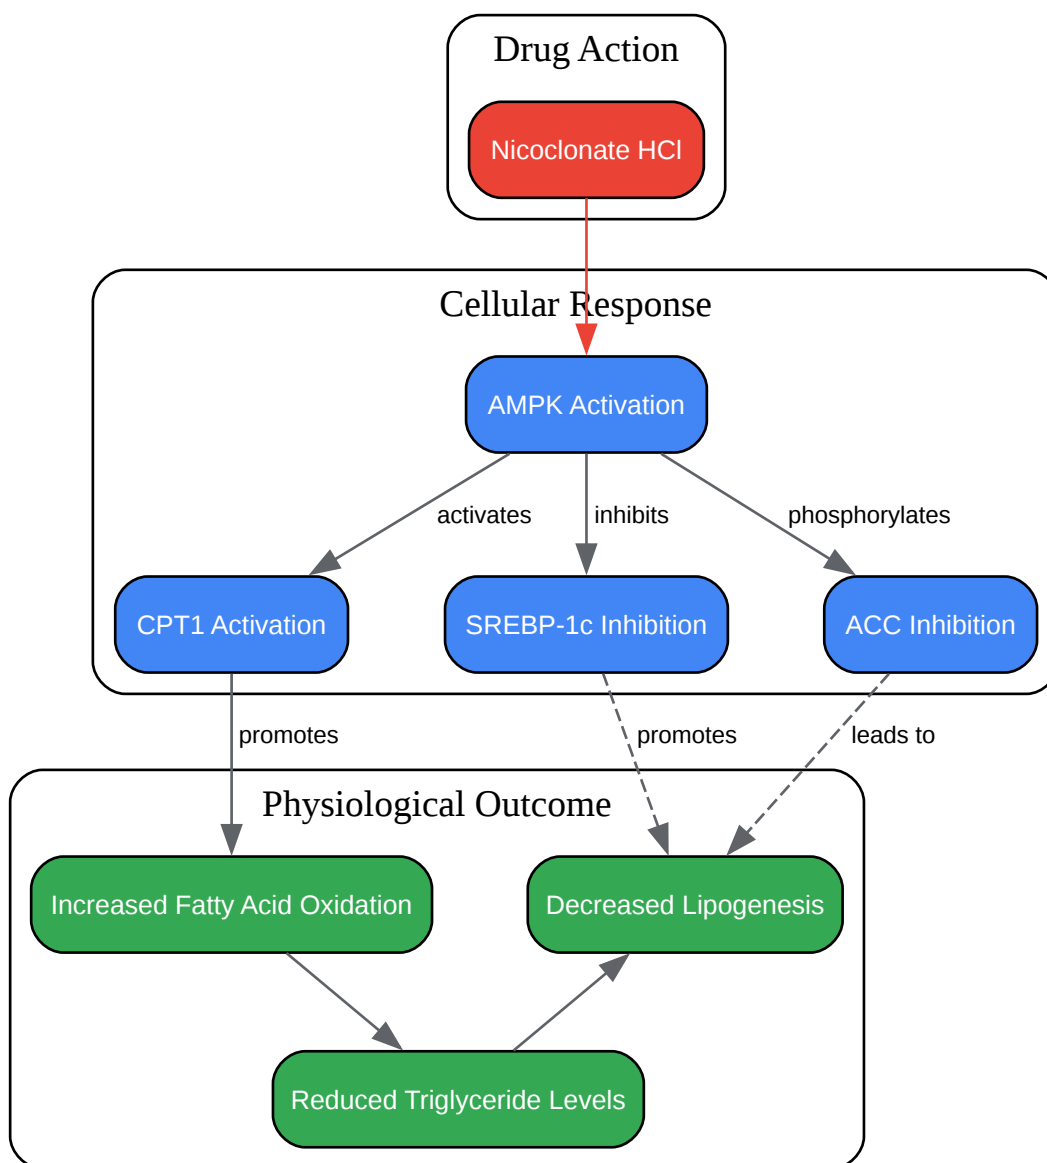 Drug Action
Nicoclonate HCl
Cellular Response
AMPK Activation
activates
inhibits
phosphorylates
CPT1 Activation
SREBP-1c Inhibition
ACC Inhibition
promotes
promotes
leads to
Physiological Outcome
Increased Fatty Acid Oxidation
Decreased Lipogenesis
Reduced Triglyceride Levels